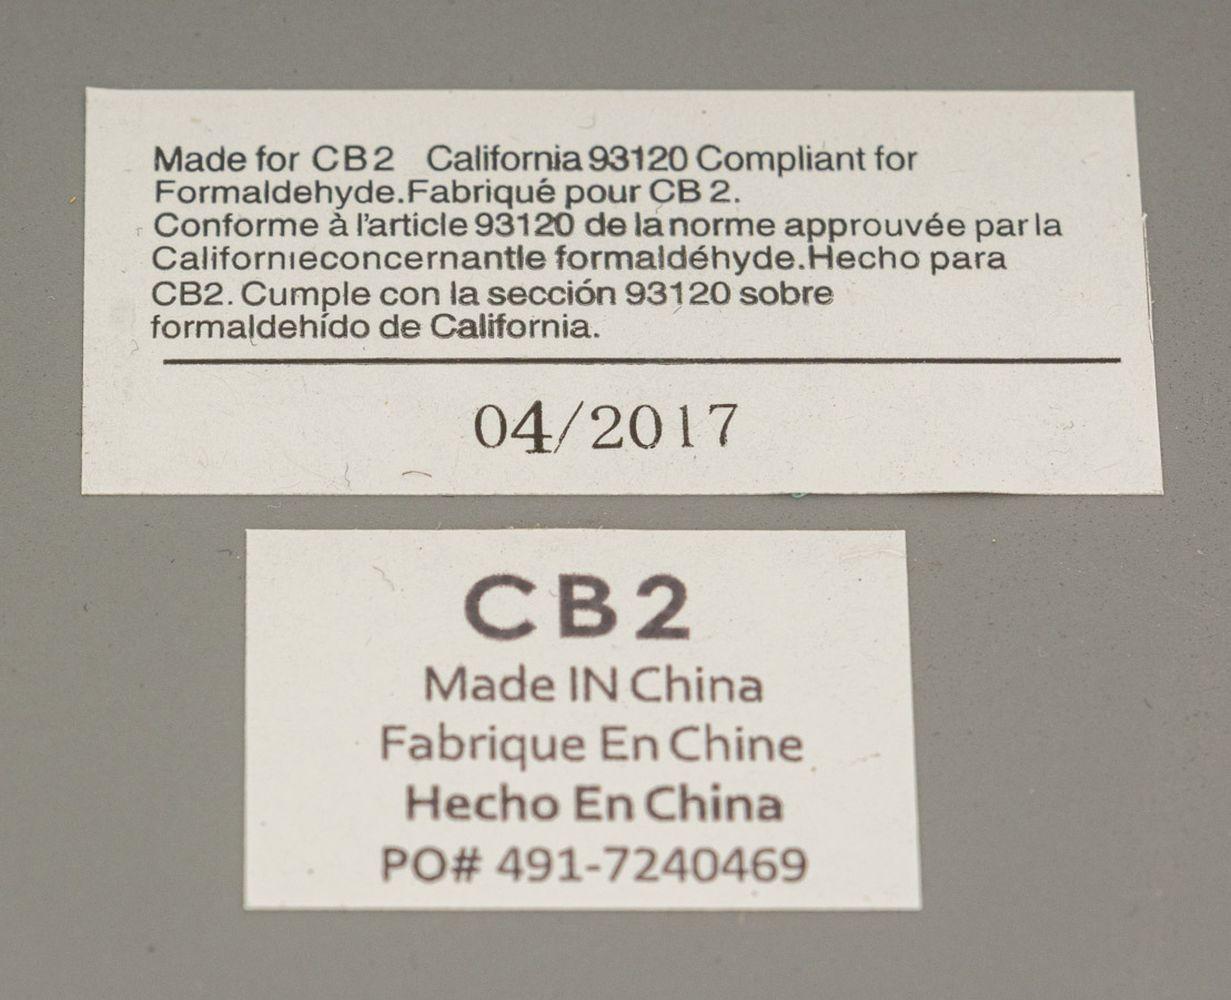 Made for CB2 California 93120 Compliant for
Formaldehyde.Fabriqué pour CB 2.
Conforme à l'article 93120 de la norme approuvée par la
Californieconcernantle formaldéhyde.Hecho para
CB2. Cumple con la sección 93120 sobre
formaldehído de California.
04/2017
CB2
Made IN China
Fabrique En Chine
Hecho En China
PO# 491-7240469